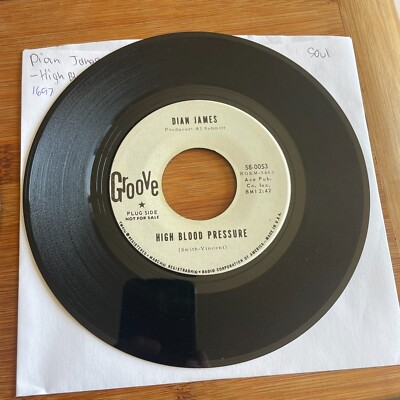 Dian James
-High Bl
1697
Soul
DIAN JAMES
Producer: Al Schmitt
58-0053
Ace Pub.
Co. Inc.
BMI 2:42
Groove
PLUG SIDE
NOT FOR SALE
HIGH BLOOD PRESSURE
(Smith-Vincent)
RADIO CORPORATION OF AMERICA - MADE IN U.S.A.